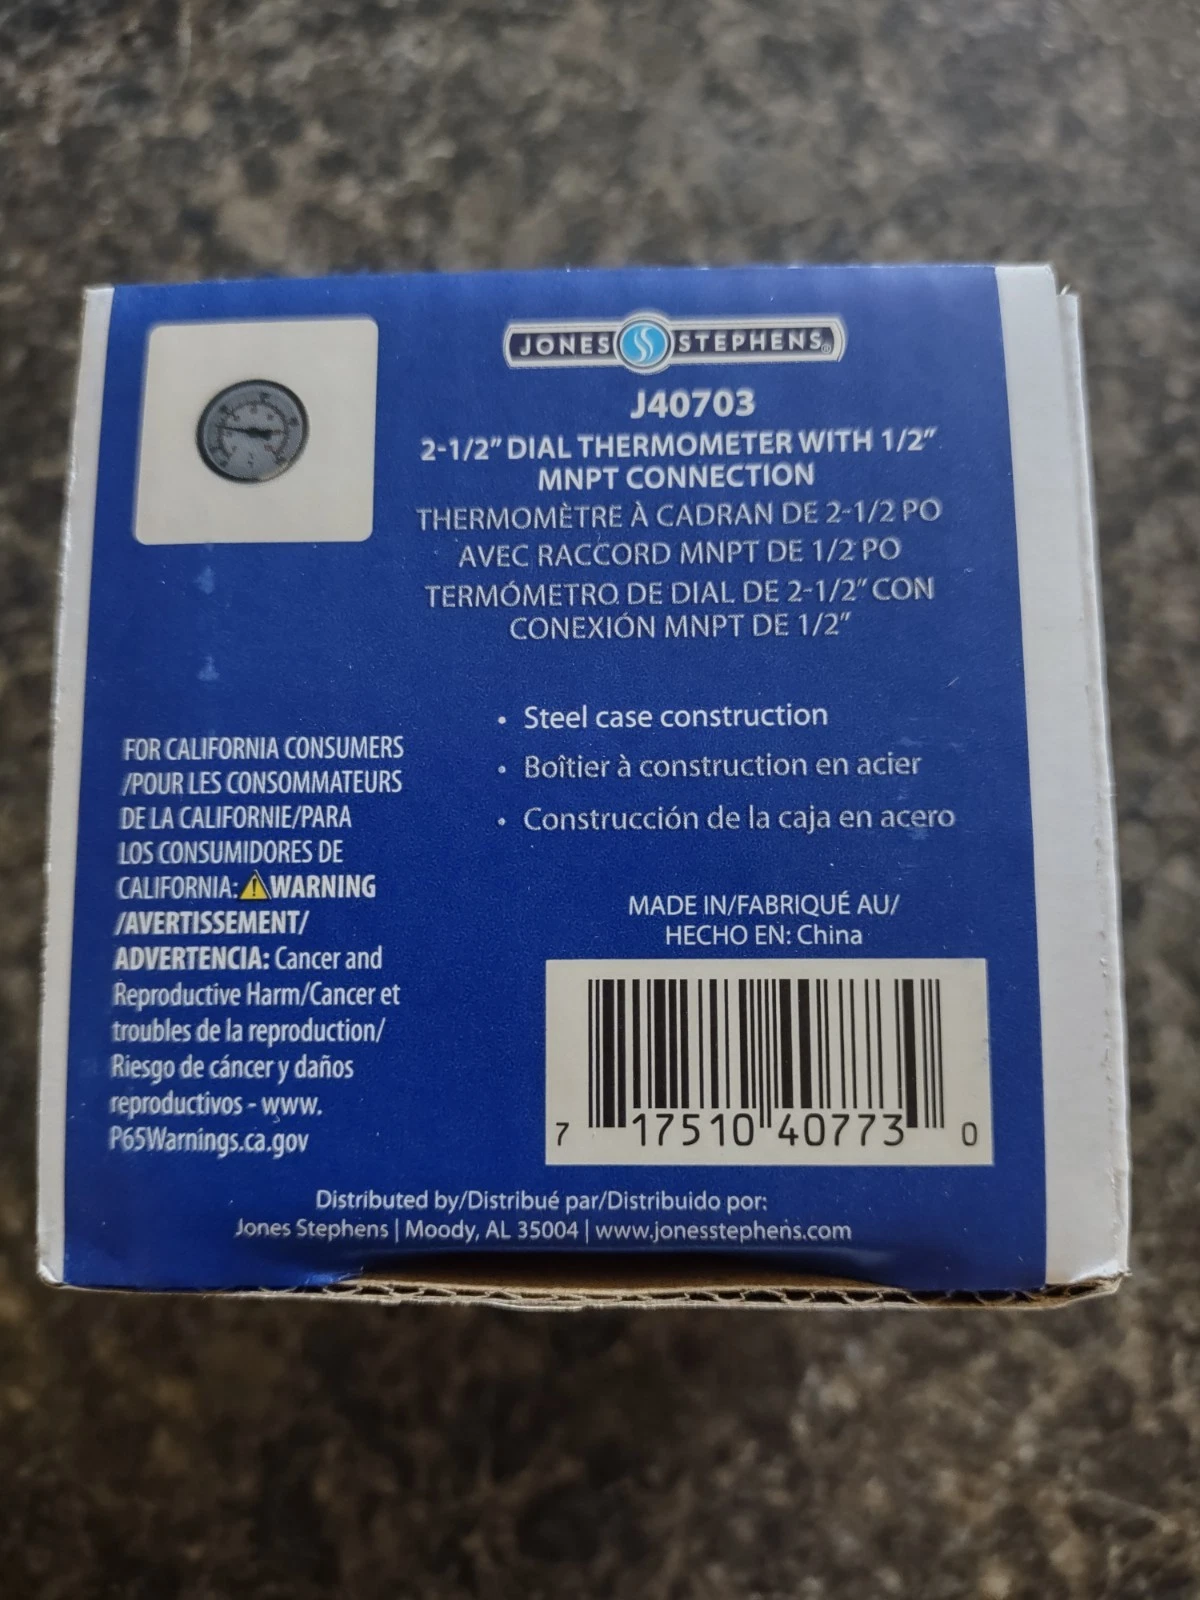 JONES STEPHENS®
J40703
2-1/2" DIAL THERMOMETER WITH 1/2"
MNPT CONNECTION
THERMOMÈTRE À CADRAN DE 2-1/2 PO
AVEC RACCORD MNPT DE 1/2 PO
TERMÓMETRO DE DIAL DE 2-1/2" CON
CONEXIÓN MNPT DE 1/2"
• Steel case construction
• Boîtier à construction en acier
• Construcción de la caja en acero
FOR CALIFORNIA CONSUMERS
/POUR LES CONSOMMATEURS
DE LA CALIFORNIE/PARA
LOS CONSUMIDORES DE
CALIFORNIA: ⚠WARNING
/AVERTISSEMENT/
ADVERTENCIA: Cancer and
Reproductive Harm/Cancer et
troubles de la reproduction/
Riesgo de cáncer y daños
reproductivos - www.
P65Warnings.ca.gov
MADE IN/FABRIQUÉ AU/
HECHO EN: China
7 17510 40773 0
Distributed by/Distribué par/Distribuido por:
Jones Stephens | Moody, AL 35004 | www.jonesstephens.com